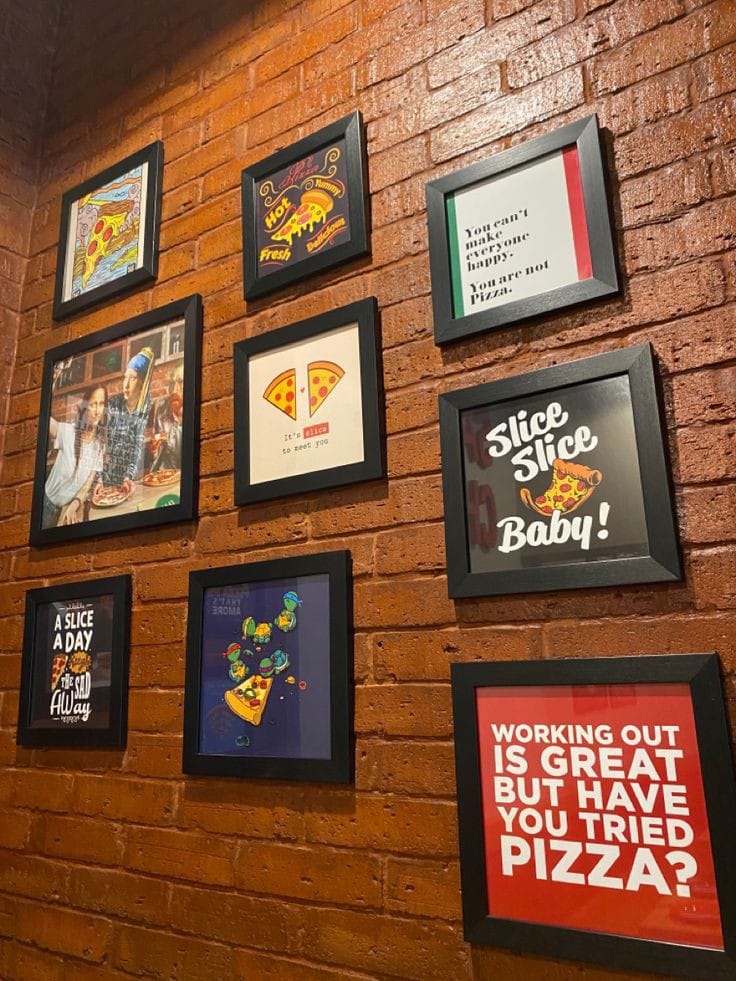 Pizza
Hot
Yummy
Fresh
Delicious
You can't
make
everyone
happy.
You are not
Pizza.
It's slice
to meet you
Slice
Slice
Baby!
A SLICE
A DAY
THE SAD
AWay
WORKING OUT
IS GREAT
BUT HAVE
YOU TRIED
PIZZA?